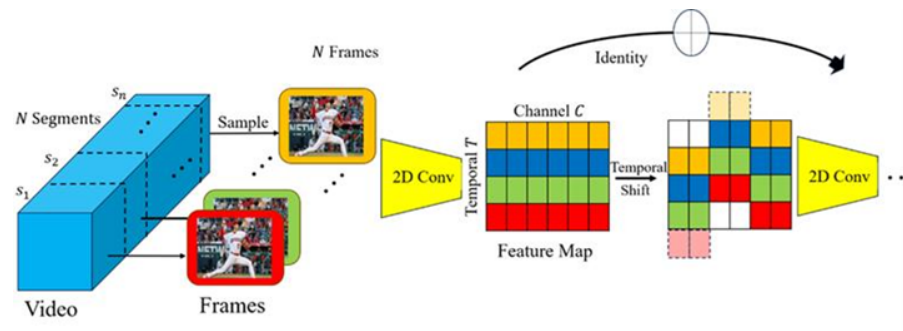 N Segments
s_n
s_2
s_1
Video
Sample
N Frames
Frames
2D Conv
Channel C
Temporal T
Feature Map
Identity
Temporal
Shift
2D Conv